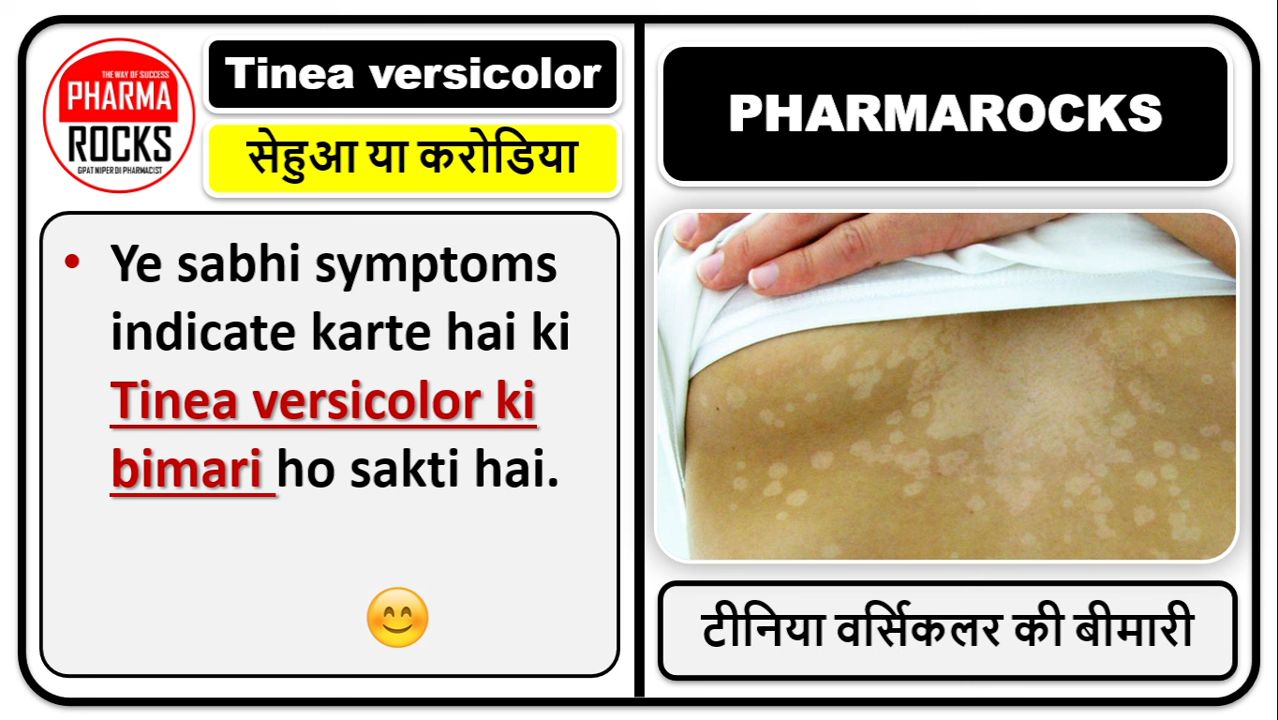 THE WAY OF SUCCESS
PHARMA
ROCKS
GPAT NIPER DI PHARMACIST
Tinea versicolor
सेहुआ या करोडिया
• Ye sabhi symptoms
indicate karte hai ki
Tinea versicolor ki
bimari ho sakti hai.
PHARMAROCKS
टीनिया वर्सिकलर की बीमारी